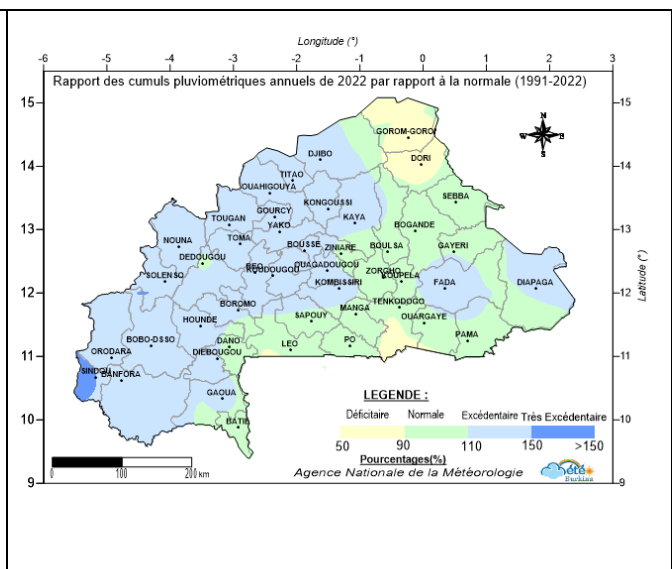 Longitude (°)
-6 -5 -4 -3 -2 -1 0 1 2 3
Rapport des cumuls pluviométriques annuels de 2022 par rapport à la normale (1991-2022)
15 15
GOROM-GOROM
N
W E
S
DJIBO
DORI
14 14
TITAO
OUAHIGOUYA
SEBBA
KONGOUSSI
GOURCY
KAYA
TOUGAN
YAKO
BOGANDE
13 13
NOUNA
TOMA
BOUSSE
ZINIARE
BOULSA
GAYERI
DEDOUGOU
OUAGADOUGOU
ZORGHO
SOLENSO
KOUDOUGOU
KOUPELA
KOMBISSIRI
FADA
DIAPAGA
12 12
Latitude (°)
BOROMO
TENKODOGO
MANGA
HOUNDE
SAPOUY
OUARGAYE
BOBO-DSSO
DANO
LEO
PO
PAMA
ORODARA
DIEBOUGOU
11 11
SINDOU
BANFORA
GAOUA
LEGENDE :
Déficitaire Normale Excédentaire Très Excédentaire
10 10
BATIE
50 90 110 150 >150
Pourcentages(%)
0 100 200 km
Agence Nationale de la Météorologie
météo
Burkina
9 9